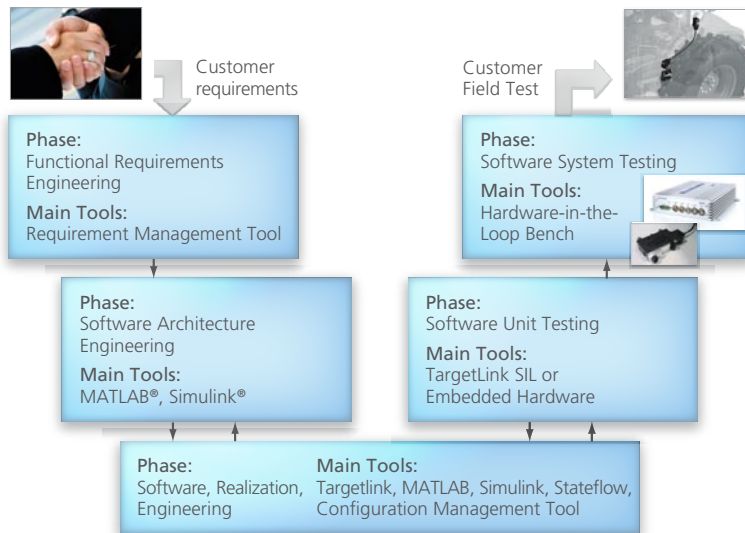 Customer
requirements
Customer
Field Test
Phase:
Functional Requirements
Engineering
Main Tools:
Requirement Management Tool
Phase:
Software System Testing
Main Tools:
Hardware-in-the-
Loop Bench
Phase:
Software Architecture
Engineering
Main Tools:
MATLAB®, Simulink®
Phase:
Software Unit Testing
Main Tools:
TargetLink SIL or
Embedded Hardware
Phase:
Software, Realization,
Engineering
Main Tools:
Targetlink, MATLAB, Simulink, Stateflow,
Configuration Management Tool